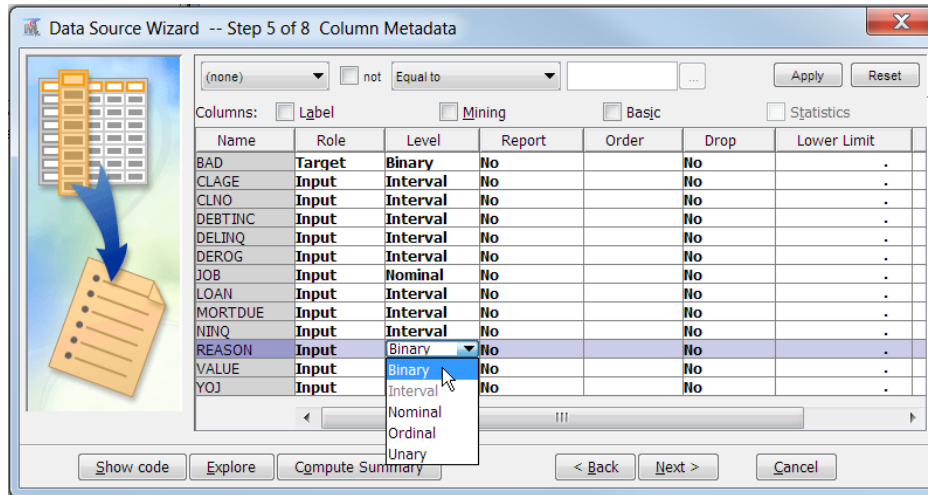 Data Source Wizard -- Step 5 of 8 Column Metadata
X
(none) not Equal to ... Apply Reset
Columns: Label Mining Basic Statistics
Name Role Level Report Order Drop Lower Limit
BAD Target Binary No No .
CLAGE Input Interval No No .
CLNO Input Interval No No .
DEBTINC Input Interval No No .
DELINQ Input Interval No No .
DEROG Input Interval No No .
JOB Input Nominal No No .
LOAN Input Interval No No .
MORTDUE Input Interval No No .
NINQ Input Interval No No .
REASON Input Binary No No .
VALUE Input Binary No No .
YOJ Input Interval No No .
Nominal
Ordinal
Unary
Show code Explore Compute Summary < Back Next > Cancel